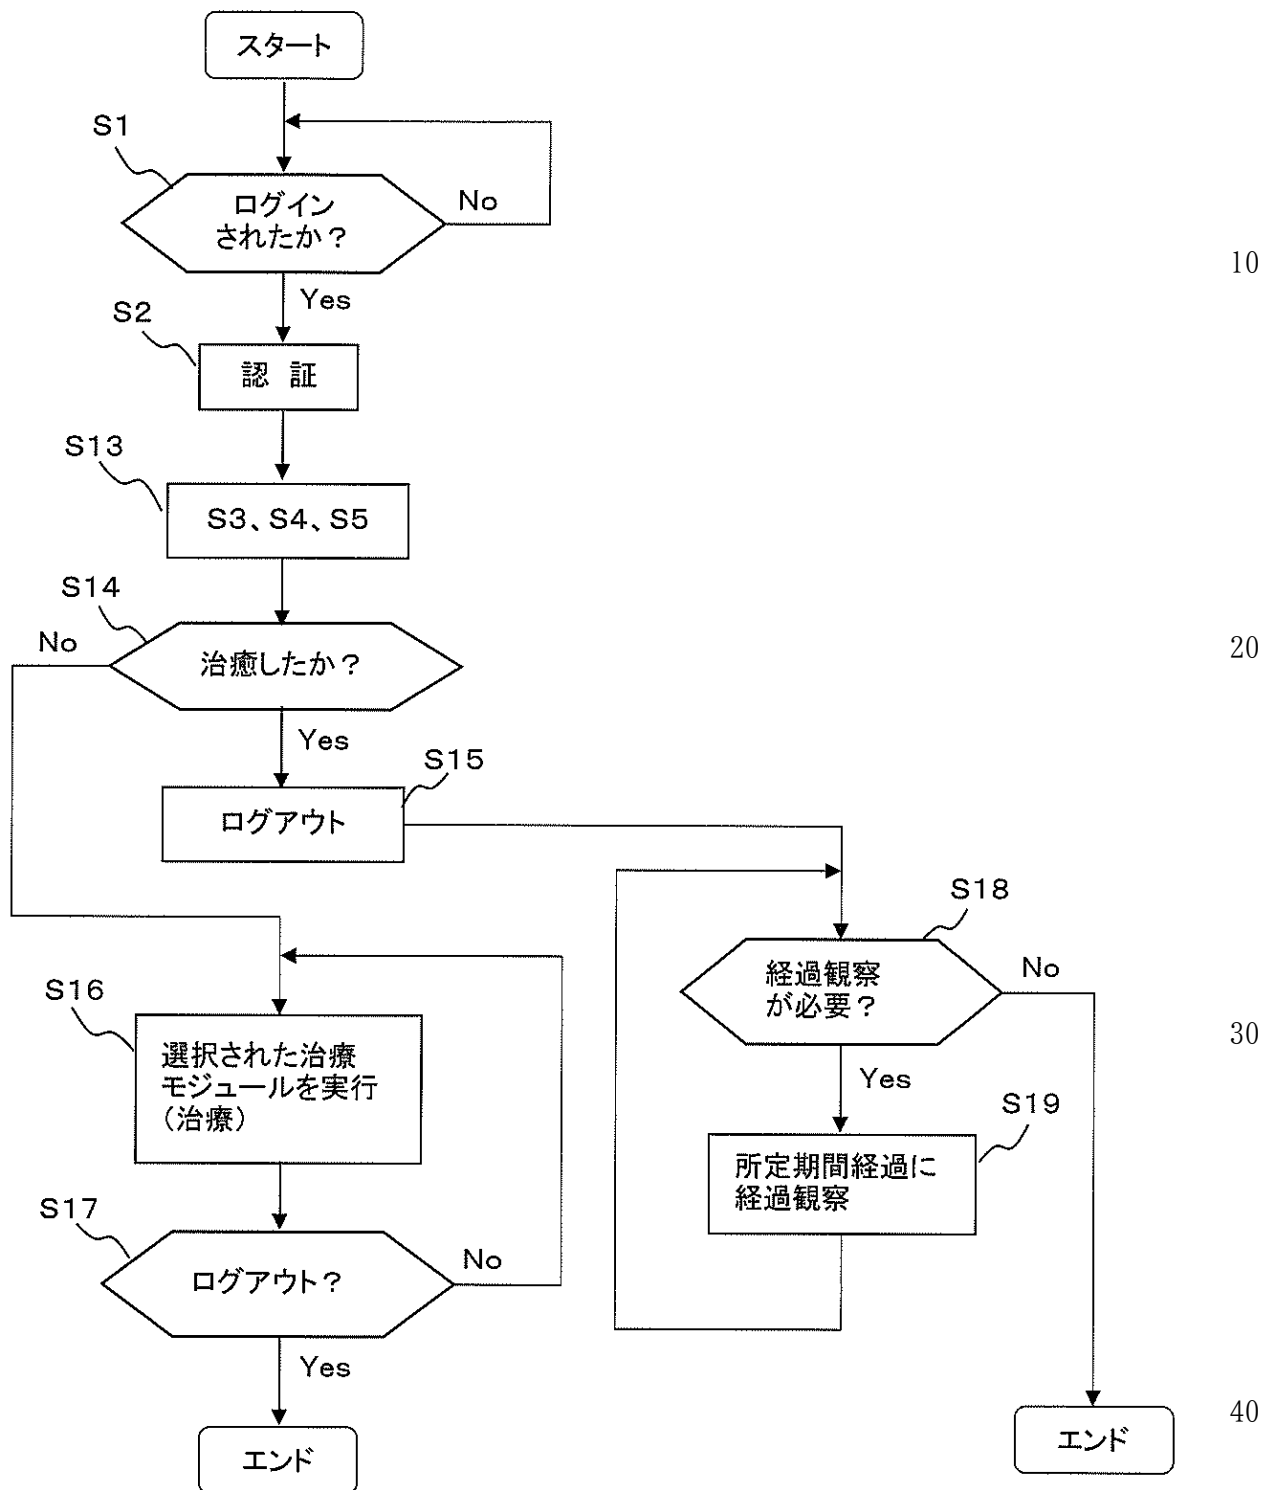 スタート
S1
ログイン
されたか？
No
10
Yes
S2
認 証
S13
S3、S4、S5
S14
No
治癒したか？
20
Yes
S15
ログアウト
S18
経過観察
が必要？
No
S16
選択された治療
モジュールを実行
（治療）
30
Yes
S19
所定期間経過に
経過観察
S17
ログアウト？
No
Yes
40
エンド
エンド